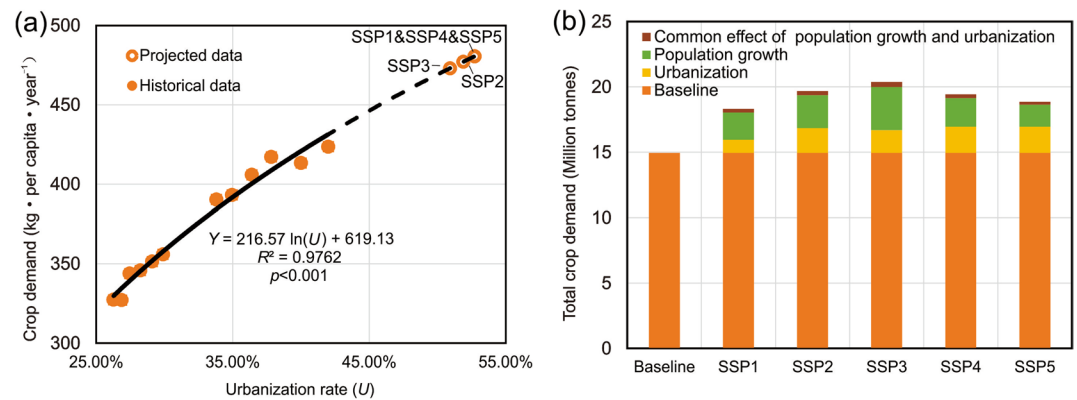 (a)
500
450
400
350
300
Crop demand (kg • per capita • year⁻¹)
Projected data
Historical data
SSP1&SSP4&SSP5
SSP3
SSP2
Y = 216.57 ln(U) + 619.13
R² = 0.9762
p<0.001
25.00% 35.00% 45.00% 55.00%
Urbanization rate (U)
(b)
25
20
15
10
5
0
Total crop demand (Million tonnes)
Common effect of population growth and urbanization
Population growth
Urbanization
Baseline
Baseline SSP1 SSP2 SSP3 SSP4 SSP5